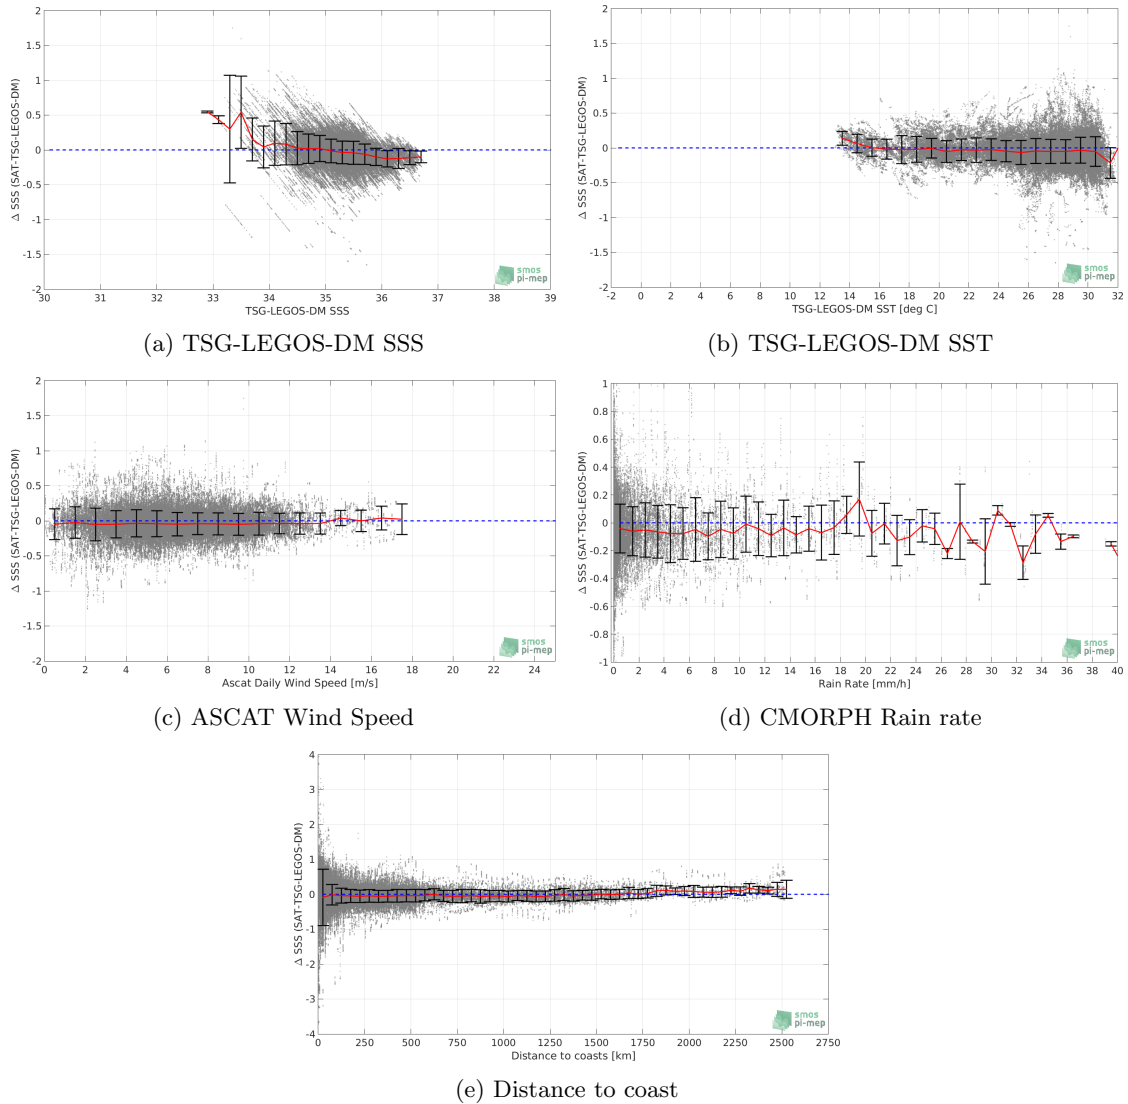 2
1.5
1
0.5
0
-0.5
-1
-1.5
-2
Δ SSS (SAT-TSG-LEGOS-DM)
30 31 32 33 34 35 36 37 38 39
TSG-LEGOS-DM SSS
smos
pi-mep
(a) TSG-LEGOS-DM SSS
2
1.5
1
0.5
0
-0.5
-1
-1.5
-2
Δ SSS (SAT-TSG-LEGOS-DM)
-2 0 2 4 6 8 10 12 14 16 18 20 22 24 26 28 30 32
TSG-LEGOS-DM SST [deg C]
smos
pi-mep
(b) TSG-LEGOS-DM SST
2
1.5
1
0.5
0
-0.5
-1
-1.5
-2
Δ SSS (SAT-TSG-LEGOS-DM)
0 2 4 6 8 10 12 14 16 18 20 22 24
Ascat Daily Wind Speed [m/s]
smos
pi-mep
(c) ASCAT Wind Speed
1
0.8
0.6
0.4
0.2
0
-0.2
-0.4
-0.6
-0.8
-1
Δ SSS (SAT-TSG-LEGOS-DM)
0 2 4 6 8 10 12 14 16 18 20 22 24 26 28 30 32 34 36 38 40
Rain Rate [mm/h]
smos
pi-mep
(d) CMORPH Rain rate
4
3
2
1
0
-1
-2
-3
-4
Δ SSS (SAT-TSG-LEGOS-DM)
0 250 500 750 1000 1250 1500 1750 2000 2250 2500 2750
Distance to coasts [km]
smos
pi-mep
(e) Distance to coast